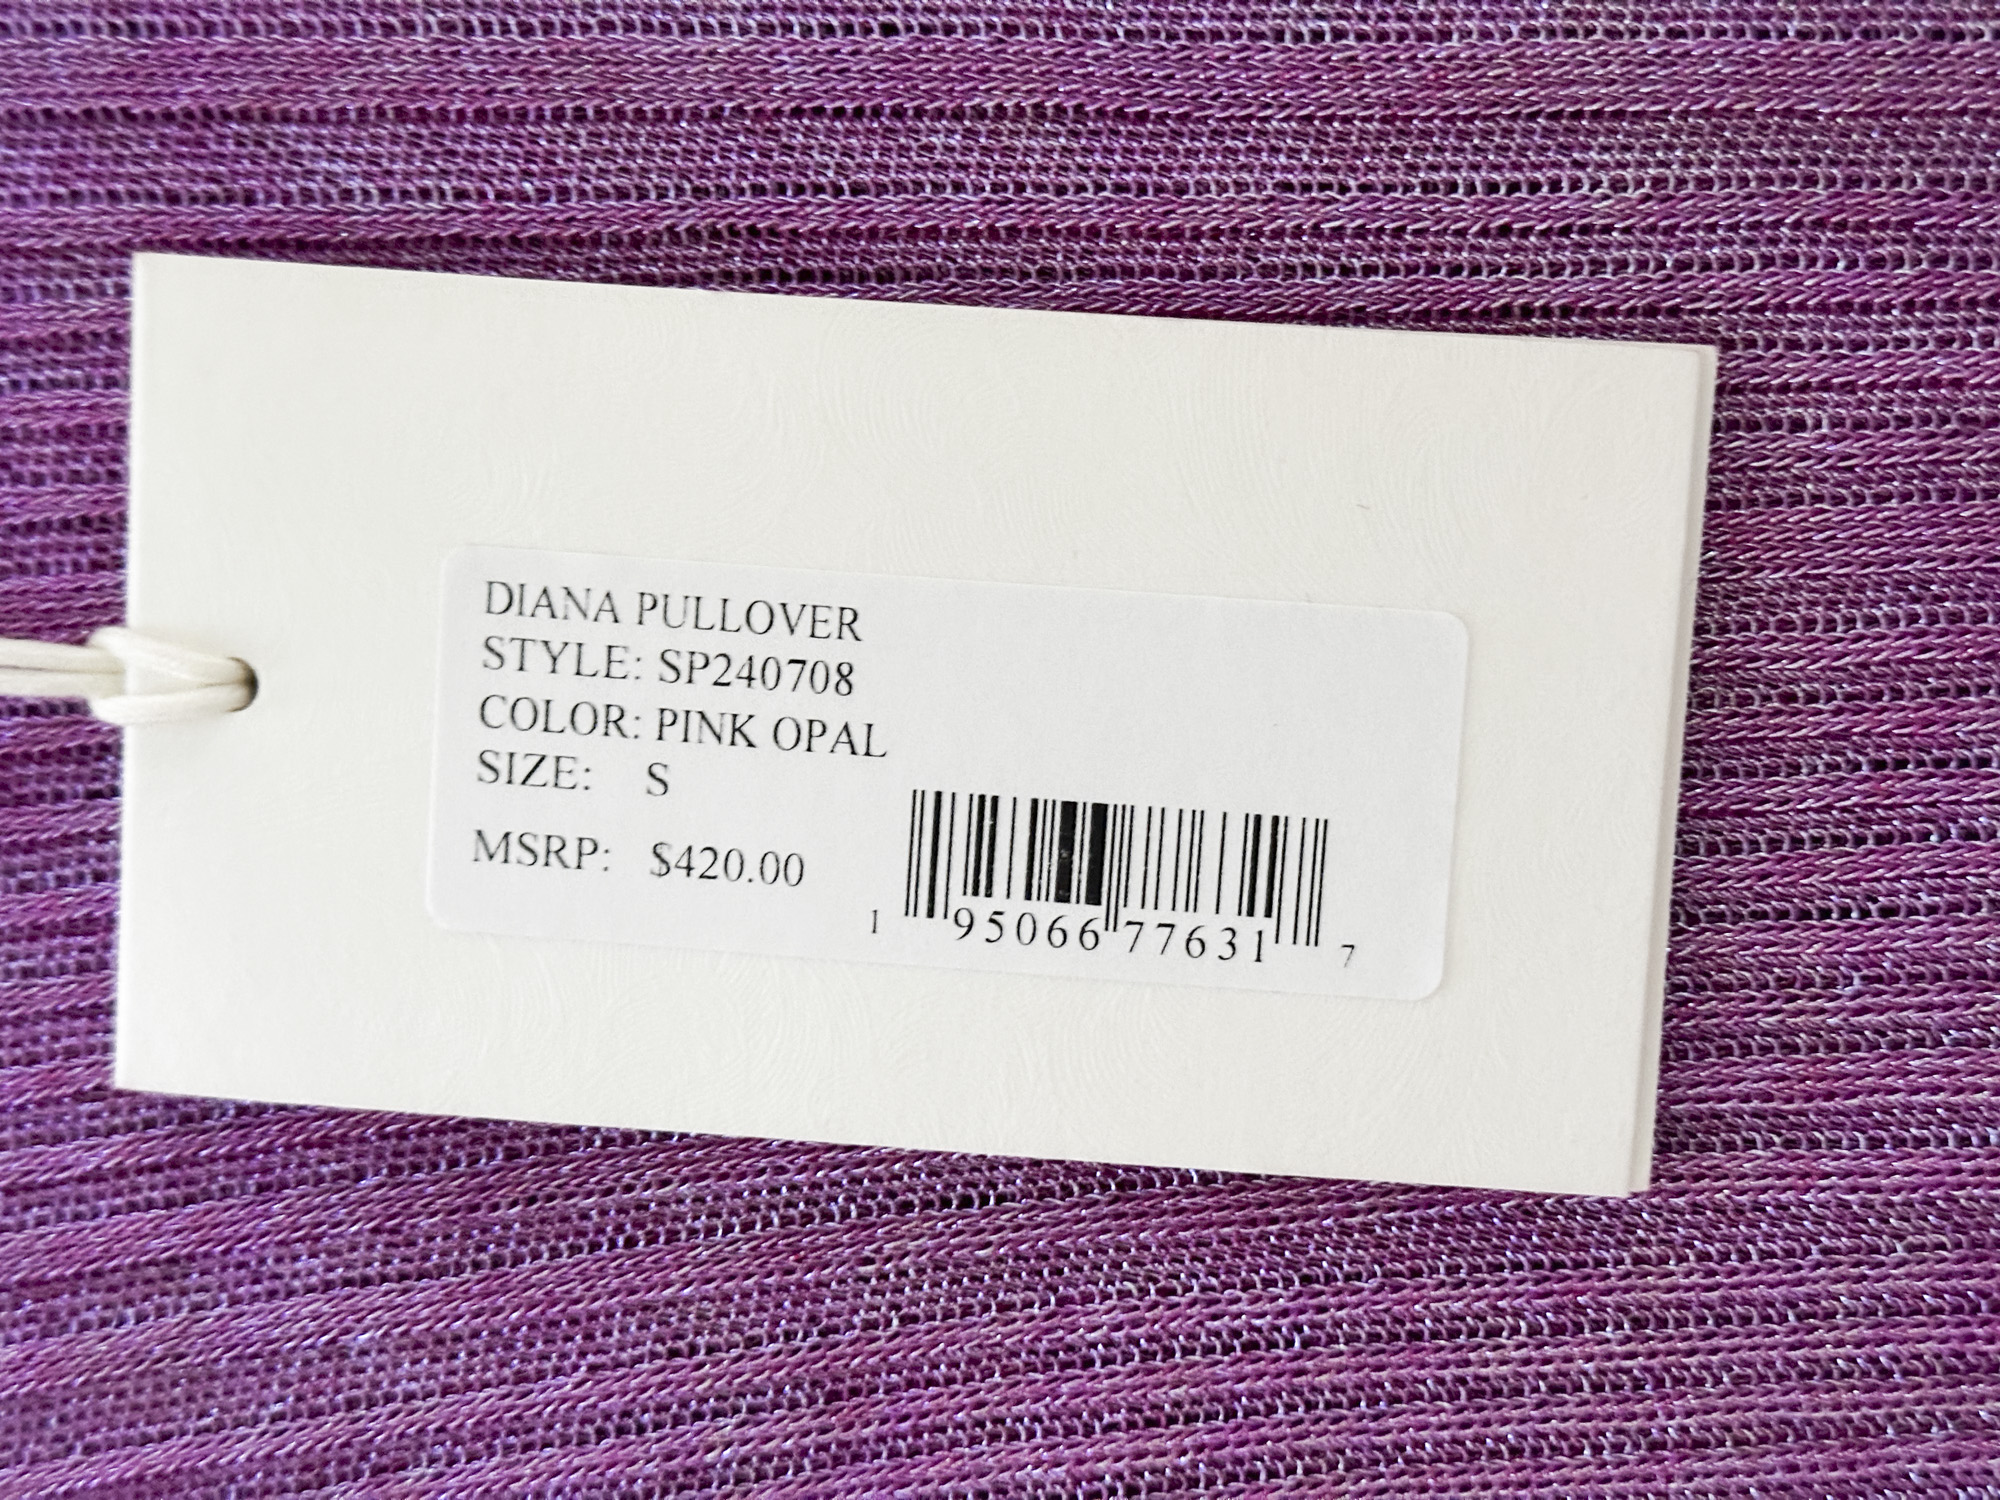 DIANA PULLOVER
STYLE: SP240708
COLOR: PINK OPAL
SIZE: S
MSRP: $420.00
1 95066 77631 7